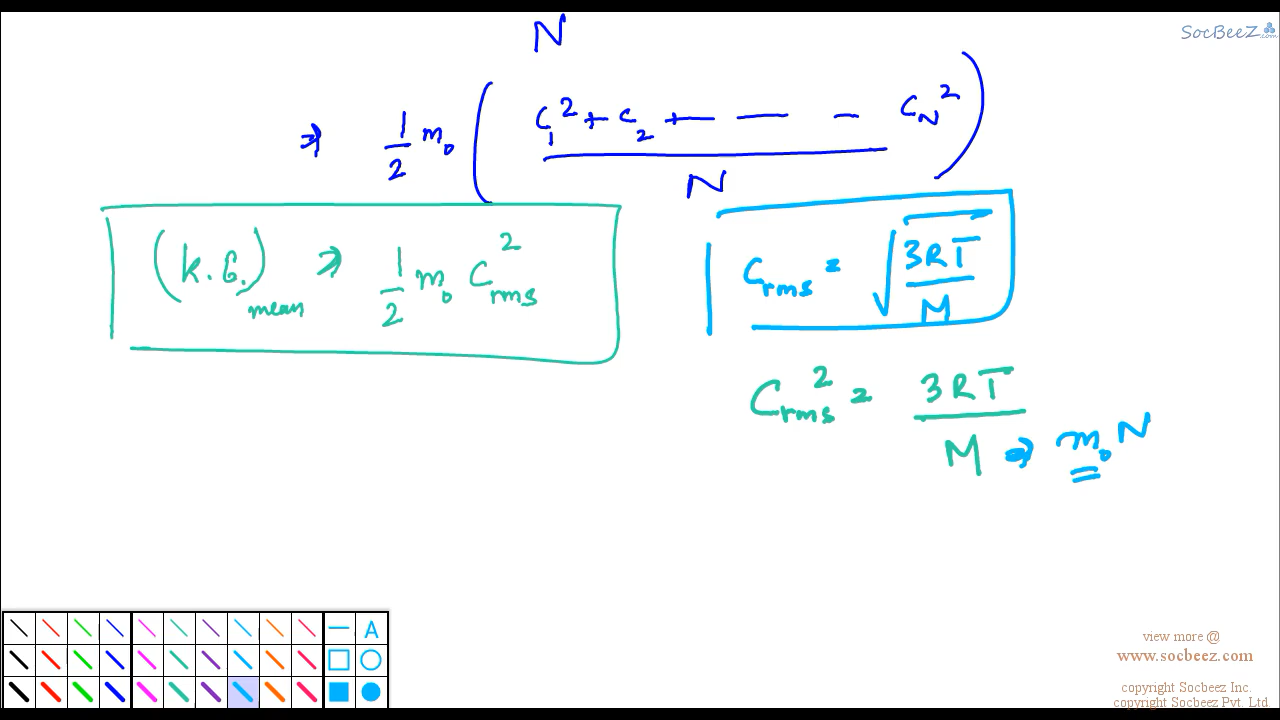 SocBeeZ.com
N
⇒ 1/2 m₀ ( (C₁² + C₂ + — — - C_N²) / N )
(K.E.)mean ⇒ 1/2 m₀ C²rms
Crms = √(3RT/M)
C²rms = 3RT/M ⇒ m₀N
A
view more @
www.socbeez.com
copyright Socbeez Inc.
copyright Socbeez Pvt. Ltd.